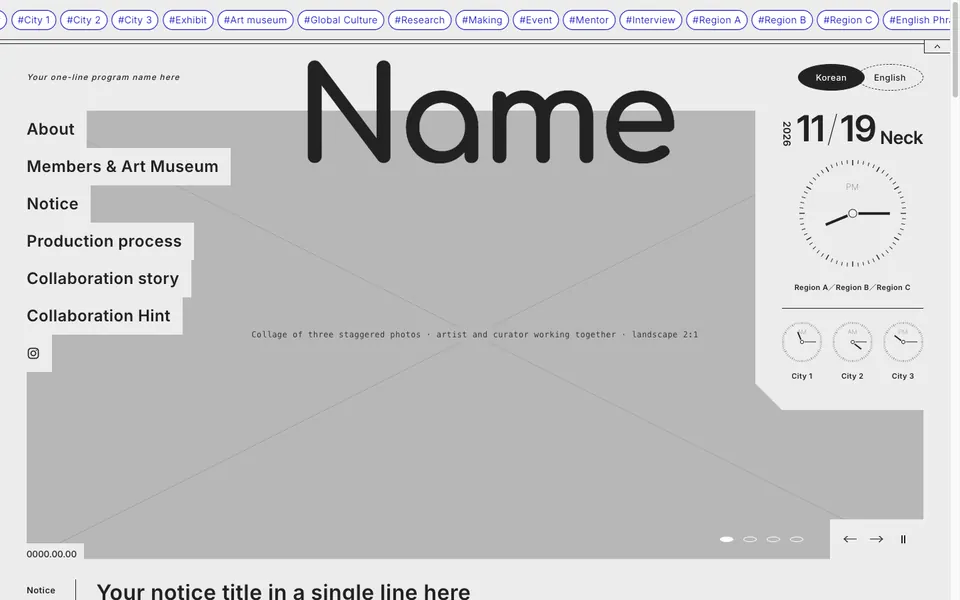 #City 1 #City 2 #City 3 #Exhibit #Art museum #Global Culture #Research #Making #Event #Mentor #Interview #Region A #Region B #Region C #English Phr
Your one-line program name here
Name
Korean English
About
Members & Art Museum
Notice
Production process
Collaboration story
Collaboration Hint
2026 11/19 Neck
PM
Region A/Region B/Region C
City 1 City 2 City 3
Collage of three staggered photos · artist and curator working together · landscape 2:1
0000.00.00
Notice Your notice title in a single line here